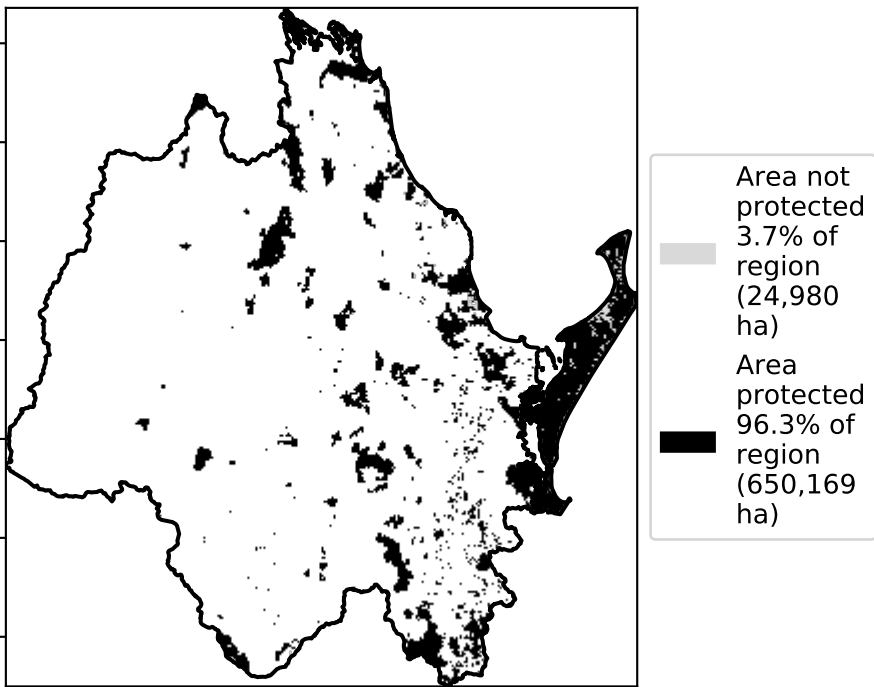 Area not
protected
3.7% of
region
(24,980
ha)
Area
protected
96.3% of
region
(650,169
ha)